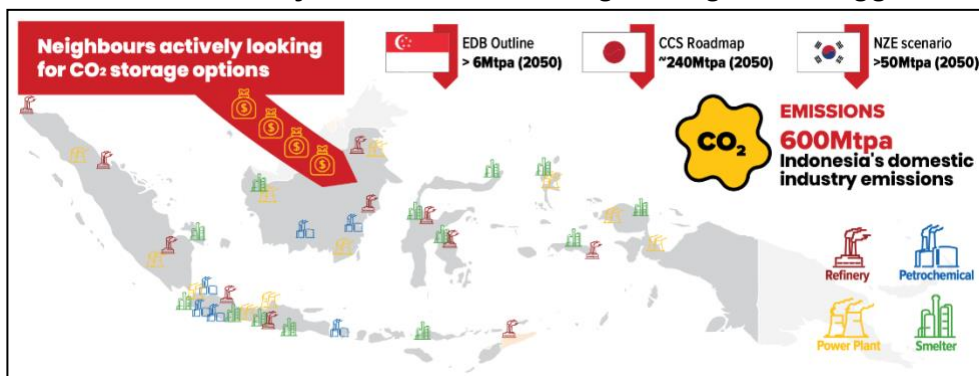 Neighbours actively looking
for CO₂ storage options
EDB Outline
> 6Mtpa (2050)
CCS Roadmap
~240Mtpa (2050)
NZE scenario
>50Mtpa (2050)
CO₂
EMISSIONS
600Mtpa
Indonesia's domestic
industry emissions
Refinery
Petrochemical
Power Plant
Smelter